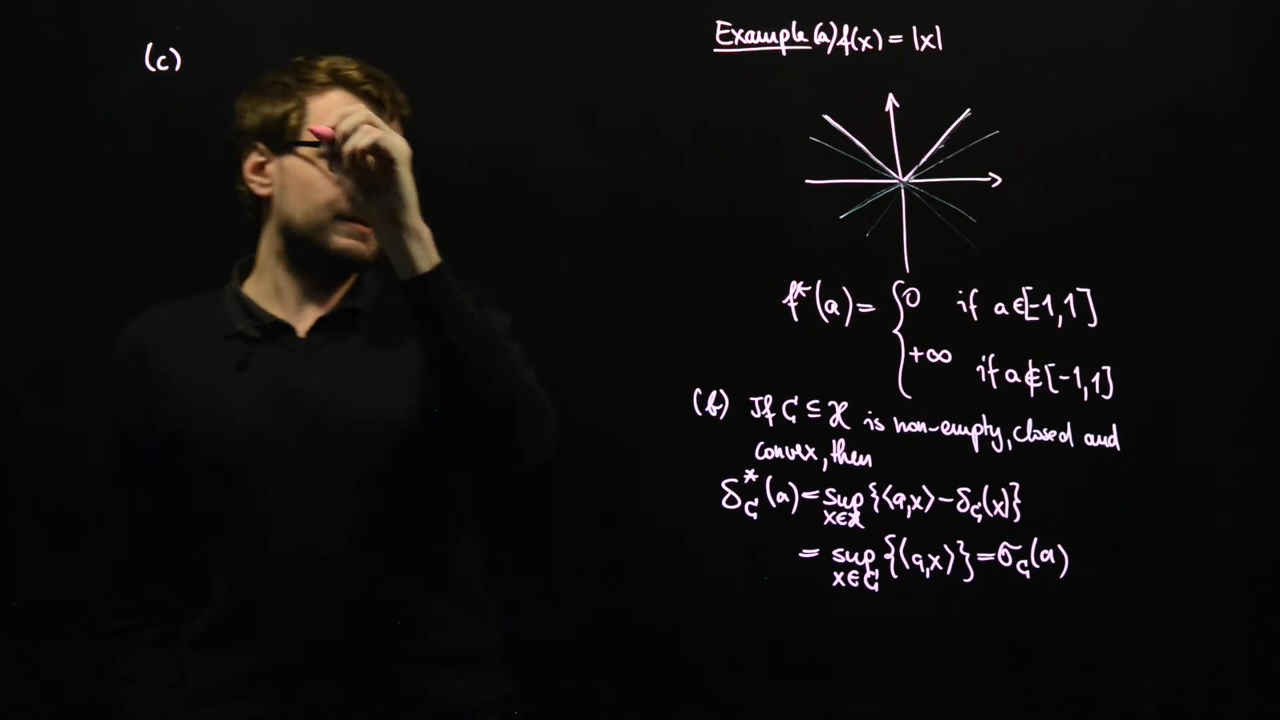 (c)
Example (a) f(x) = |x|
f*(a) = { 0 if a ∈ [-1,1]
+∞ if a ∉ [-1,1]
(b) If C ⊆ X is non-empty, closed and
convex, then
δ*_C(a) = sup_{x∈X} {⟨a,x⟩ - δ_C(x)}
= sup_{x∈C} {⟨a,x⟩} = σ_C(a)